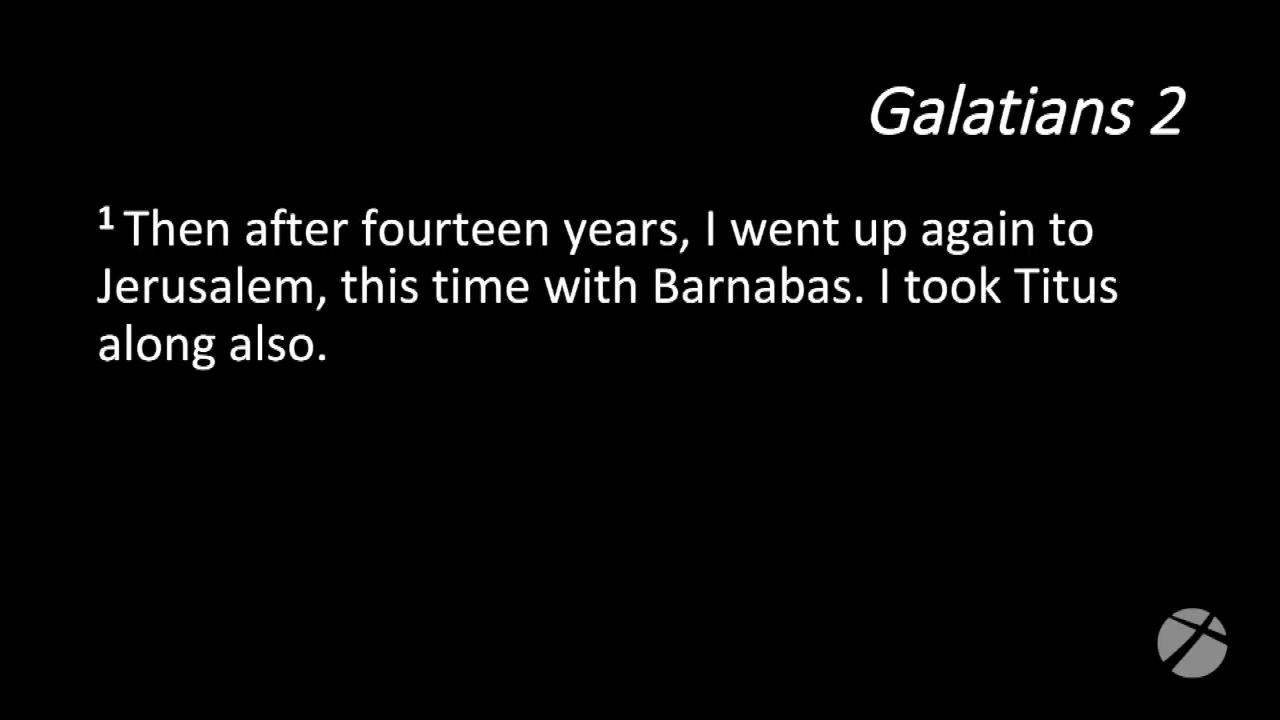 Galatians 2
1 Then after fourteen years, I went up again to
Jerusalem, this time with Barnabas. I took Titus
along also.